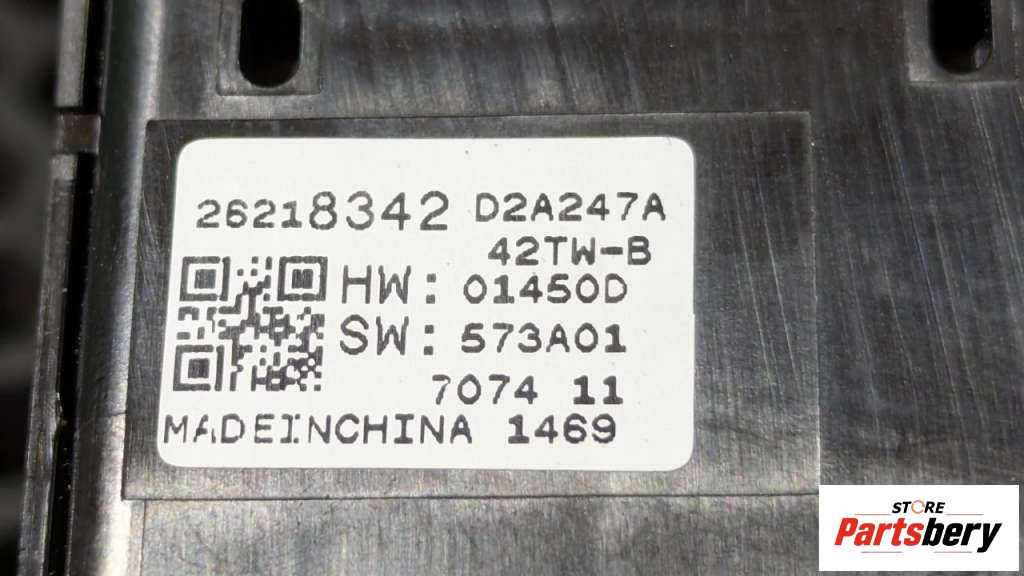 26218342 D2A247A
42TW-B
HW: 01450D
SW: 573A01
7074 11
MADEINCHINA 1469
STORE
Partsbery